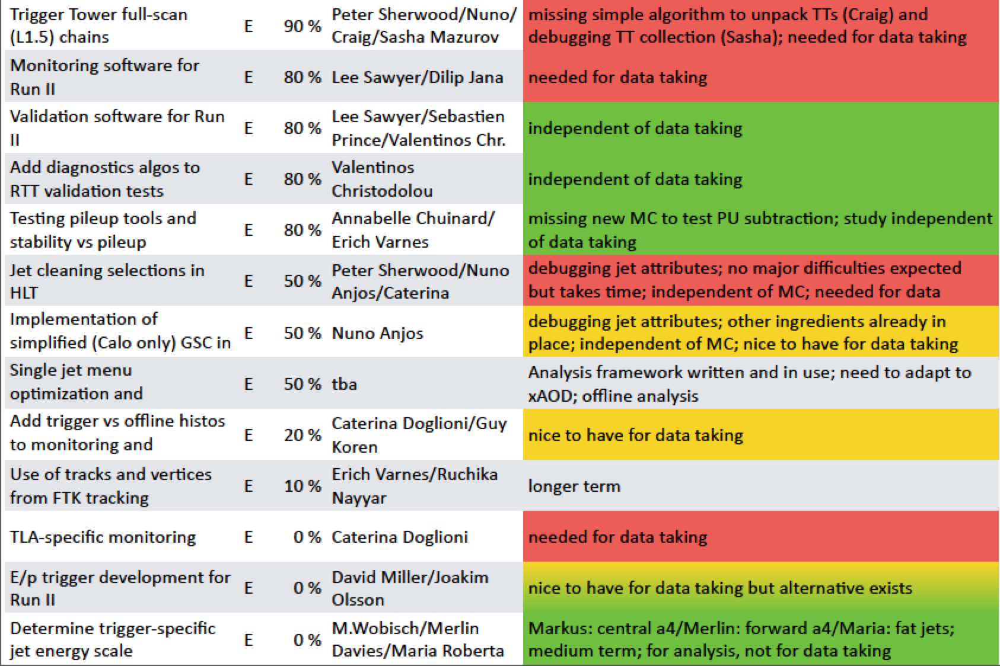 Trigger Tower full-scan
(L1.5) chains
E
90 %
Peter Sherwood/Nuno/
Craig/Sasha Mazurov
missing simple algorithm to unpack TTs (Craig) and
debugging TT collection (Sasha); needed for data taking
Monitoring software for
Run II
E
80 %
Lee Sawyer/Dilip Jana
needed for data taking
Validation software for Run
II
E
80 %
Lee Sawyer/Sebastien
Prince/Valentinos Chr.
independent of data taking
Add diagnostics algos to
RTT validation tests
E
80 %
Valentinos
Christodolou
independent of data taking
Testing pileup tools and
stability vs pileup
E
80 %
Annabelle Chuinard/
Erich Varnes
missing new MC to test PU subtraction; study independent
of data taking
Jet cleaning selections in
HLT
E
50 %
Peter Sherwood/Nuno
Anjos/Caterina
debugging jet attributes; no major difficulties expected
but takes time; independent of MC; needed for data
Implementation of
simplified (Calo only) GSC in
E
50 %
Nuno Anjos
debugging jet attributes; other ingredients already in
place; independent of MC; nice to have for data taking
Single jet menu
optimization and
E
50 %
tba
Analysis framework written and in use; need to adapt to
xAOD; offline analysis
Add trigger vs offline histos
to monitoring and
E
20 %
Caterina Doglioni/Guy
Koren
nice to have for data taking
Use of tracks and vertices
from FTK tracking
E
10 %
Erich Varnes/Ruchika
Nayyar
longer term
TLA-specific monitoring
E
0 %
Caterina Doglioni
needed for data taking
E/p trigger development for
Run II
E
0 %
David Miller/Joakim
Olsson
nice to have for data taking but alternative exists
Determine trigger-specific
jet energy scale
E
0 %
M.Wobisch/Merlin
Davies/Maria Roberta
Markus: central a4/Merlin: forward a4/Maria: fat jets;
medium term; for analysis, not for data taking